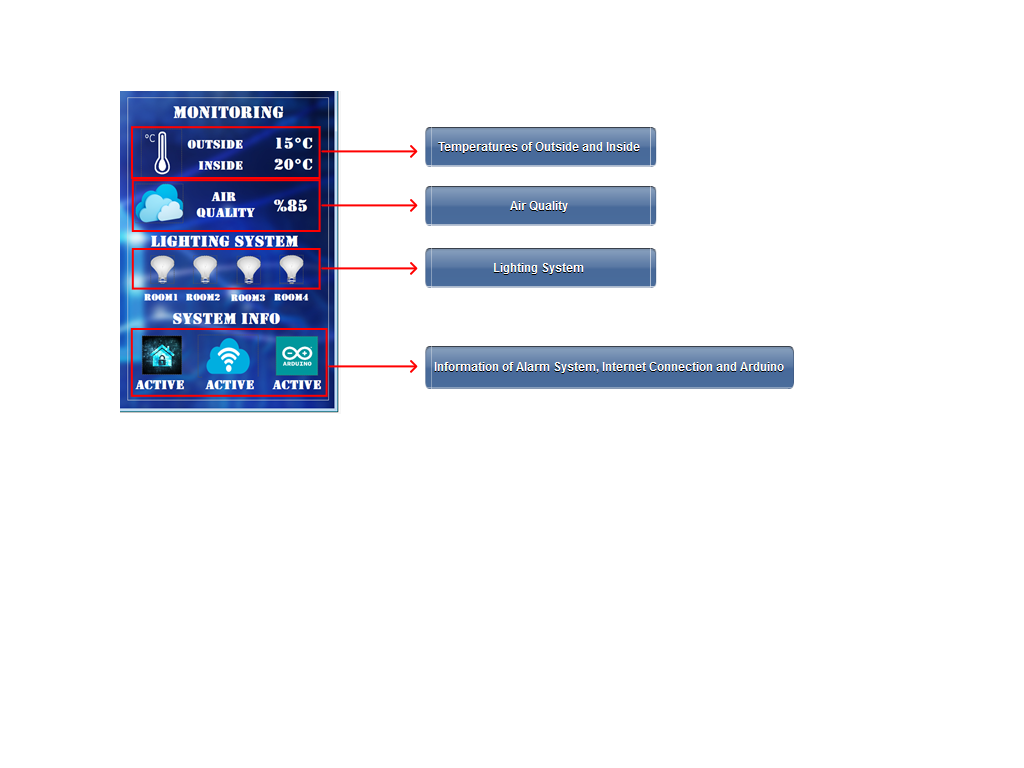 MONITORING
°C
OUTSIDE 15°C
INSIDE 20°C
AIR
QUALITY %85
LIGHTING SYSTEM
ROOM1 ROOM2 ROOM3 ROOM4
SYSTEM INFO
ARDUINO
ACTIVE ACTIVE ACTIVE
Temperatures of Outside and Inside
Air Quality
Lighting System
Information of Alarm System, Internet Connection and Arduino